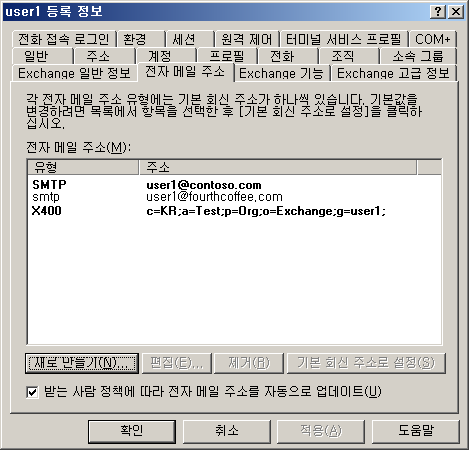 user1 등록 정보
전화 접속 로그인 환경 세션 원격 제어 터미널 서비스 프로필 COM+
일반 주소 계정 프로필 전화 조직 소속 그룹
Exchange 일반 정보 전자 메일 주소 Exchange 기능 Exchange 고급 정보
각 전자 메일 주소 유형에는 기본 회신 주소가 하나씩 있습니다. 기본값을
변경하려면 목록에서 항목을 선택한 후 [기본 회신 주소로 설정]을 클릭하
십시오.
전자 메일 주소(M):
유형 주소
SMTP user1@contoso.com
smtp user1@fourthcoffee.com
X400 c=KR;a=Test;p=Org;o=Exchange;g=user1;
새로 만들기(N)... 편집(E)... 제거(R) 기본 회신 주소로 설정(S)
받는 사람 정책에 따라 전자 메일 주소를 자동으로 업데이트(U)
확인 취소 적용(A) 도움말